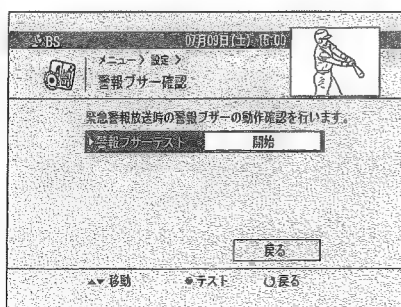 BS 07月09日(土) 15:00
メニュー > 設定 >
警報ブザー確認
緊急警報放送時の警報ブザーの動作確認を行います。
▶警報ブザーテスト 開始
戻る
▲▼ 移動 ●テスト ↺戻る